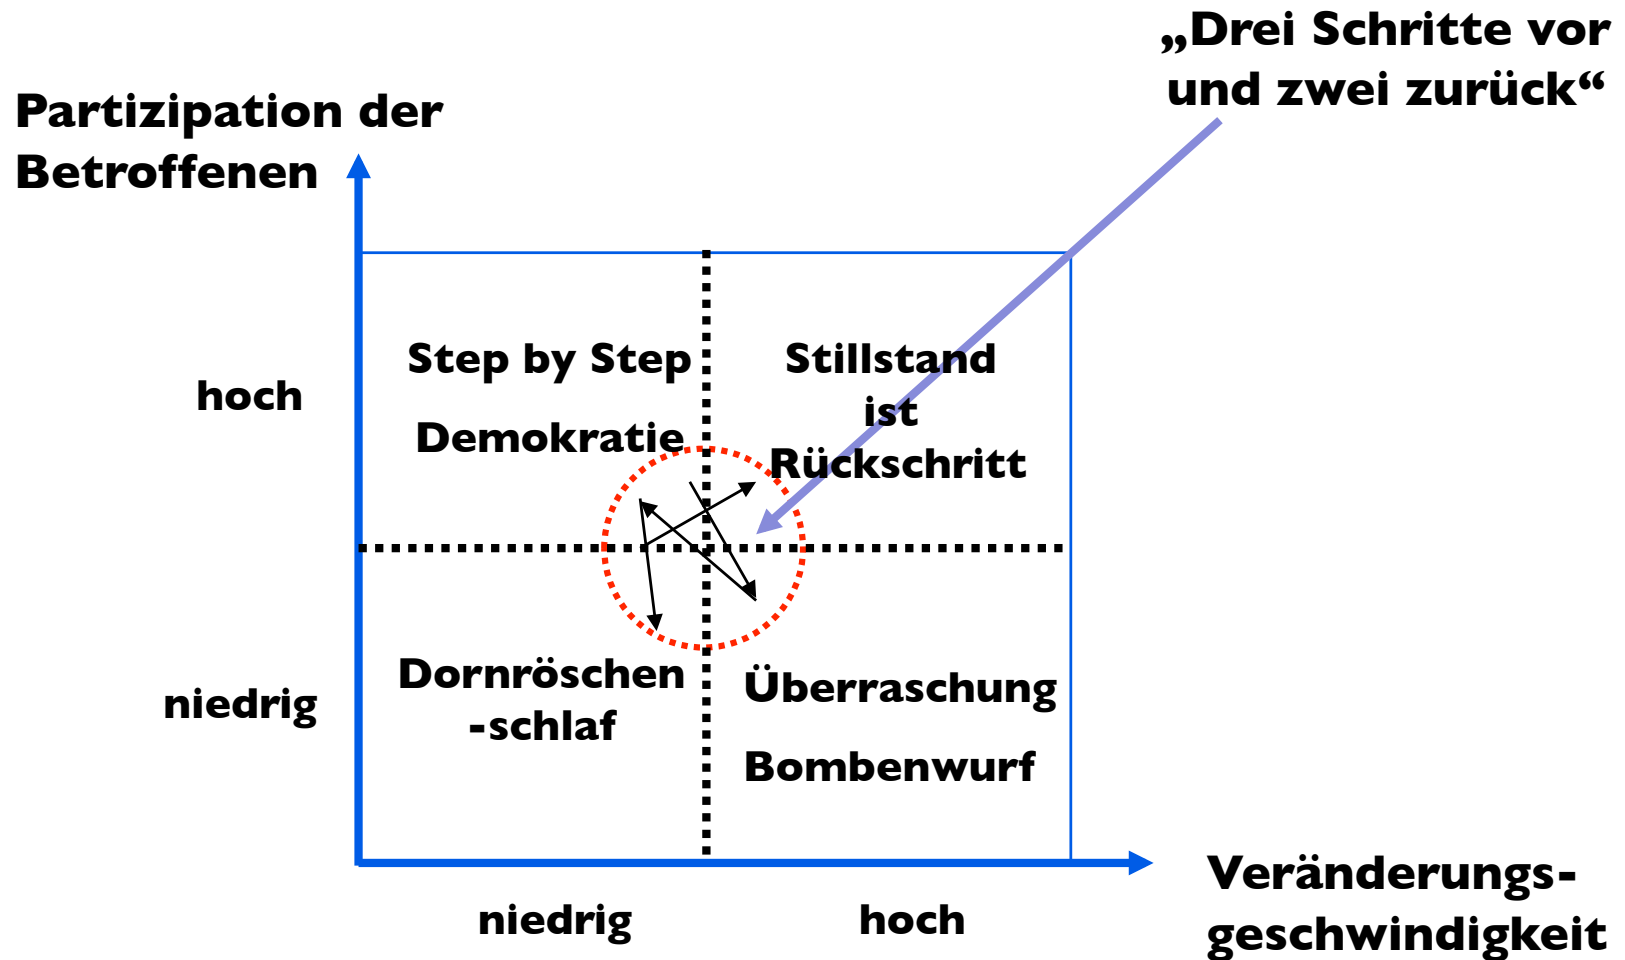 „Drei Schritte vor
und zwei zurück“
Partizipation der
Betroffenen
hoch
Step by Step
Demokratie
Stillstand
ist
Rückschritt
niedrig
Dornröschen
-schlaf
Überraschung
Bombenwurf
niedrig
hoch
Veränderungs-
geschwindigkeit